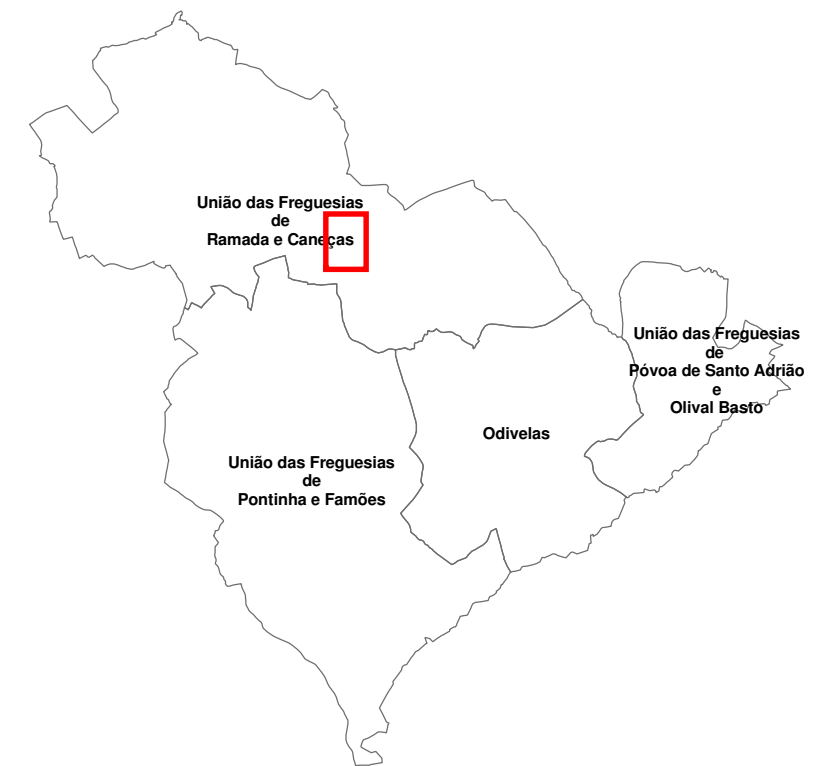 União das Freguesias
de
Ramada e Caneças
União das Freguesias
de
Póvoa de Santo Adrião
e
Olival Basto
Odivelas
União das Freguesias
de
Pontinha e Famões